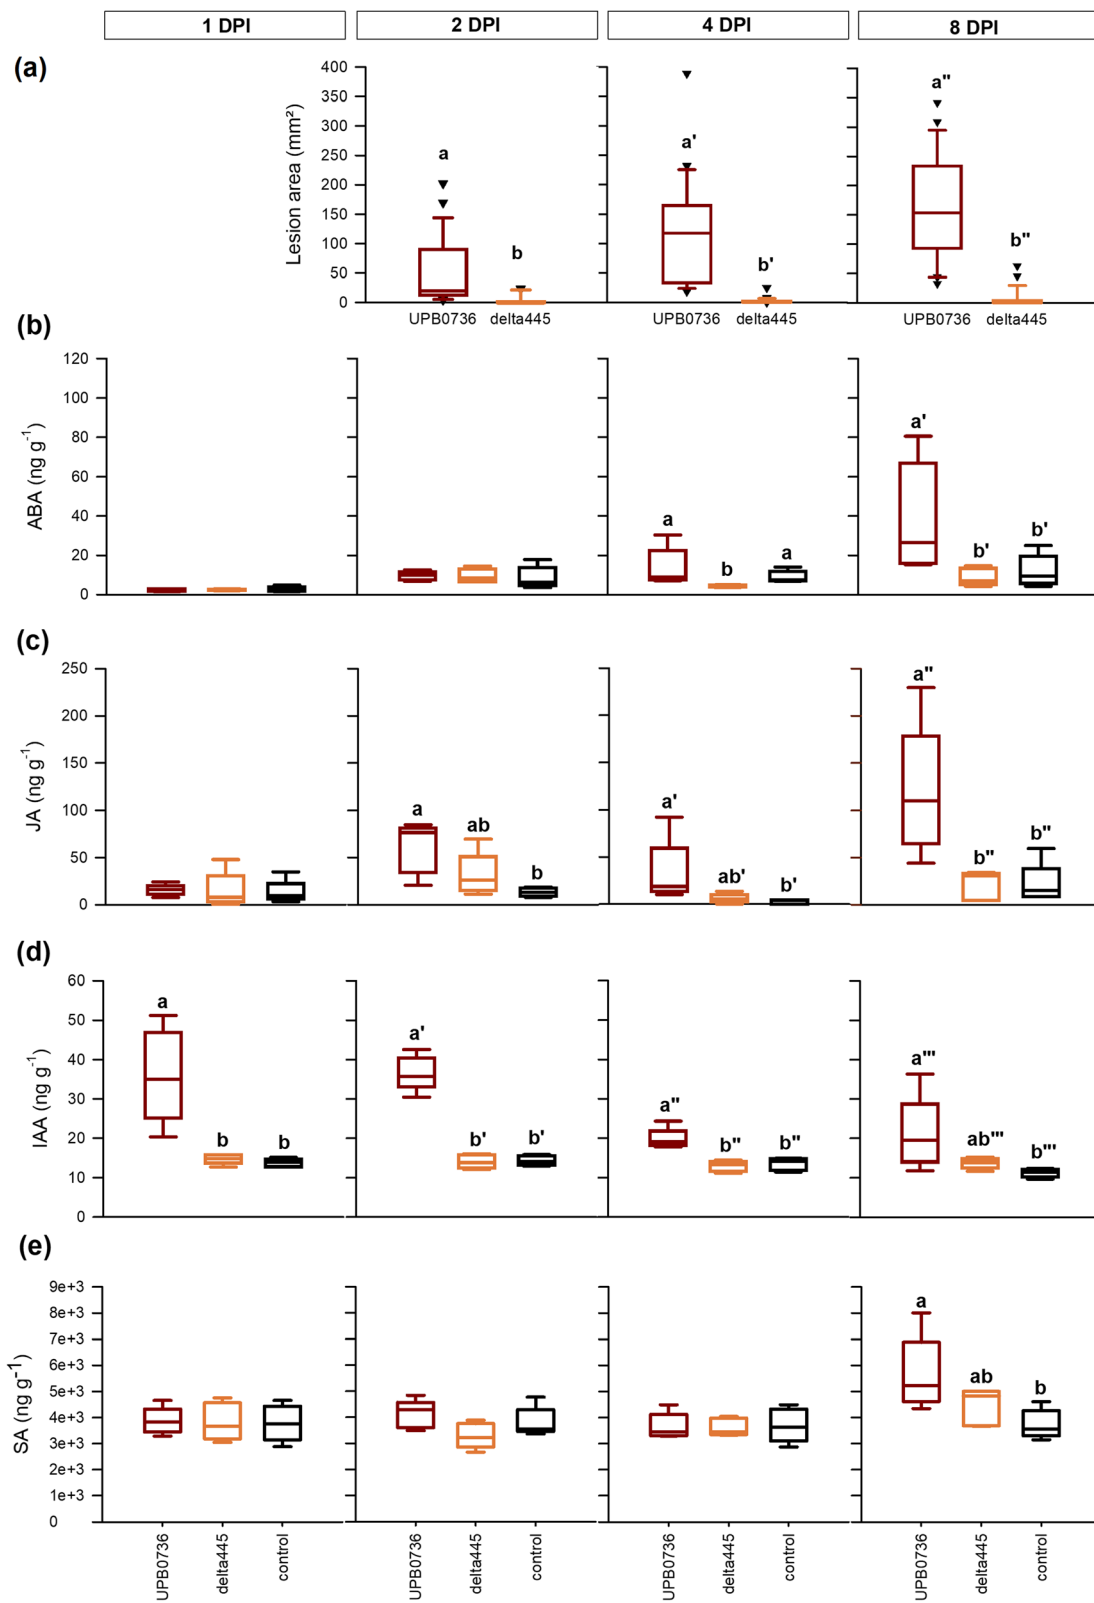 1 DPI 2 DPI 4 DPI 8 DPI
(a)
Lesion area (mm²)
400
350
300
250
200
150
100
50
0
a
b
a'
b'
a"
b"
UPB0736 delta445 UPB0736 delta445 UPB0736 delta445
(b)
ABA (ng g-1)
120
100
80
60
40
20
0
a
b
a
a'
b'
b'
(c)
JA (ng g-1)
250
200
150
100
50
0
a
ab
b
a'
ab'
b'
a"
b"
b"
(d)
IAA (ng g-1)
60
50
40
30
20
10
0
a
b
b
a'
b'
b'
a"
b"
b"
a'"
ab'"
b'"
(e)
SA (ng g-1)
9e+3
8e+3
7e+3
6e+3
5e+3
4e+3
3e+3
2e+3
1e+3
0
a
ab
b
UPB0736 delta445 control UPB0736 delta445 control UPB0736 delta445 control UPB0736 delta445 control